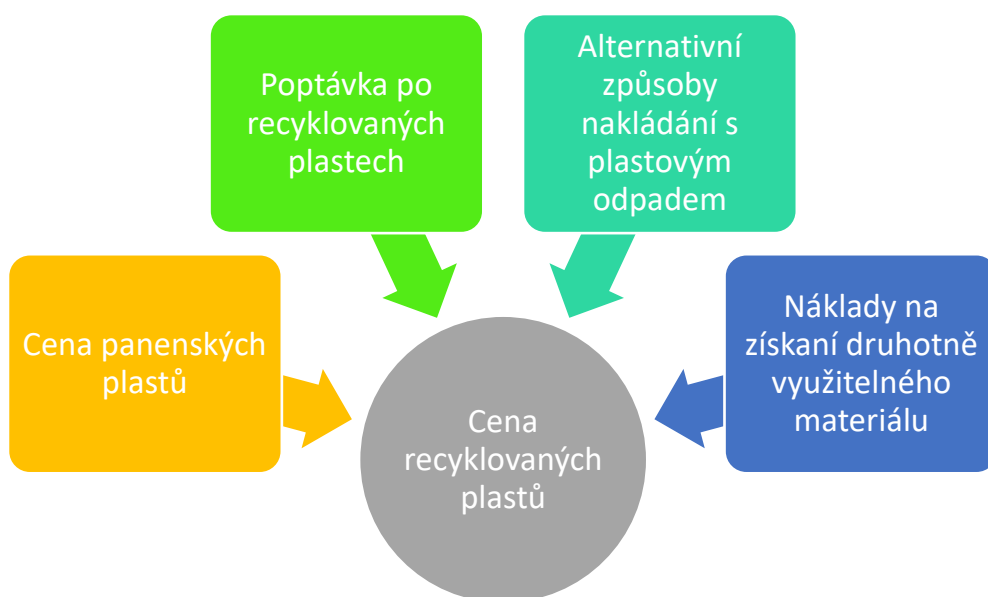 Poptávka po
recyklovaných
plastech
Alternativní
způsoby
nakládání s
plastovým
odpadem
Cena panenských
plastů
Náklady na
získaní druhotně
využitelného
materiálu
Cena
recyklovaných
plastů